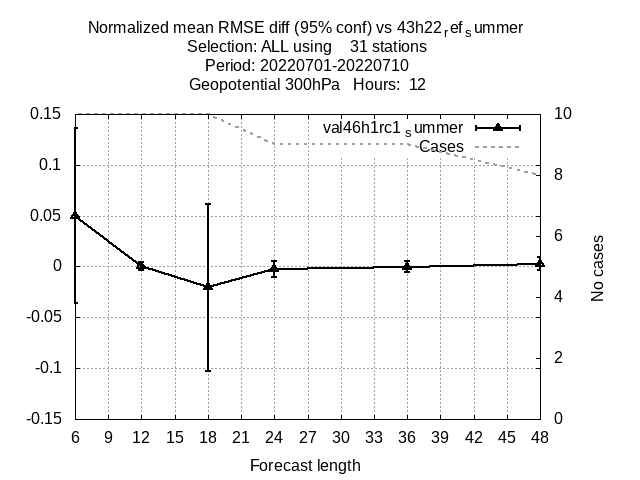 Normalized mean RMSE diff (95% conf) vs 43h22refsummer
Selection: ALL using    31 stations
Period: 20220701-20220710
Geopotential 300hPa   Hours:  12
val46h1rc1summer
Cases
0.15
0.1
0.05
0
-0.05
-0.1
-0.15
10
8
6
4
2
0
No cases
6 9 12 15 18 21 24 27 30 33 36 39 42 45 48
Forecast length